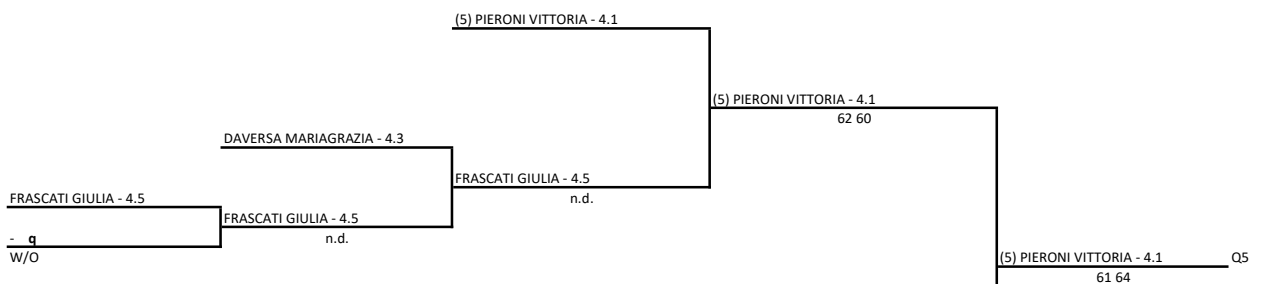 (5) PIERONI VITTORIA - 4.1
(5) PIERONI VITTORIA - 4.1
62 60
DAVERSA MARIAGRAZIA - 4.3
FRASCATI GIULIA - 4.5
n.d.
FRASCATI GIULIA - 4.5
FRASCATI GIULIA - 4.5
n.d.
- q
W/O
(5) PIERONI VITTORIA - 4.1 Q5
61 64